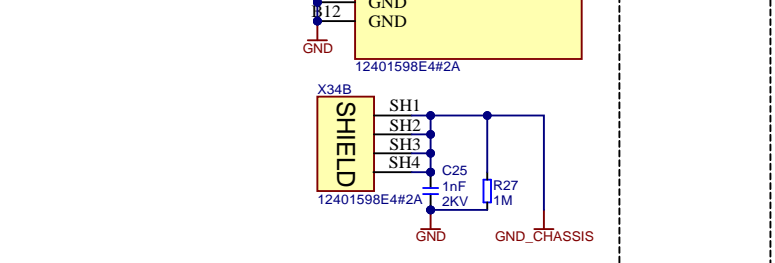 GND
B12
GND
GND
12401598E4#2A
X34B
SHIELD
SH1
SH2
SH3
SH4
C25
1nF
2KV
R27
1M
12401598E4#2A
GND
GND_CHASSIS